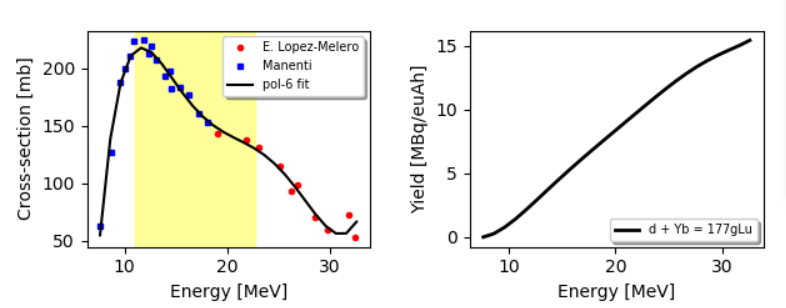 Cross-section [mb]
200
150
100
50
10
20
30
Energy [MeV]
E. Lopez-Melero
Manenti
pol-6 fit
Yield [MBq/euAh]
15
10
5
0
10
20
30
Energy [MeV]
d + Yb = 177gLu